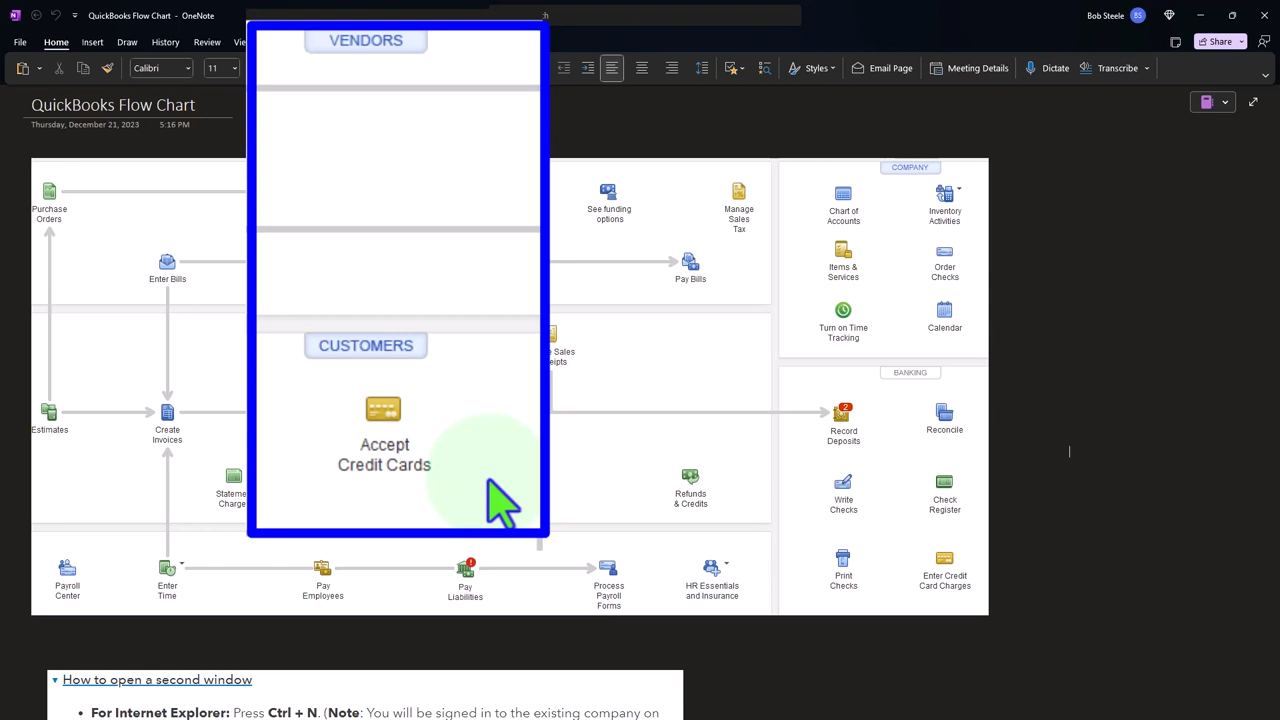 QuickBooks Flow Chart - OneNote
ch
Bob Steele
BS
File
Home
Insert
Draw
History
Review
Share
Calibri
11
Styles
Email Page
Meeting Details
Dictate
Transcribe
QuickBooks Flow Chart
Thursday, December 21, 2023
5:16 PM
VENDORS
COMPANY
Purchase
Orders
See funding
options
Manage
Sales
Tax
Chart of
Accounts
Inventory
Activities
Enter Bills
Pay Bills
Items &
Services
Order
Checks
Turn on Time
Tracking
Calendar
CUSTOMERS
Accept
Credit Cards
Sales
BANKING
Estimates
Create
Invoices
2
Record
Deposits
Reconcile
Refunds
& Credits
Write
Checks
Check
Register
Payroll
Center
Enter
Time
Pay
Employees
Pay
Liabilities
Process
Payroll
Forms
HR Essentials
and Insurance
Print
Checks
Enter Credit
Card Charges
How to open a second window
• For Internet Explorer: Press Ctrl + N. (Note: You will be signed in to the existing company on